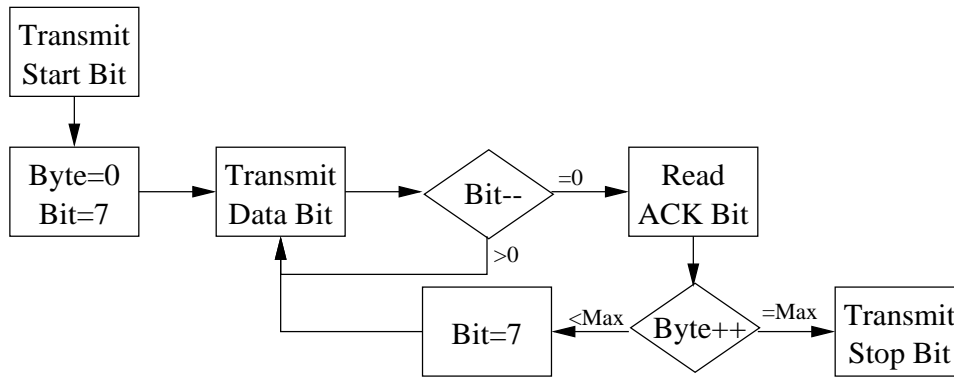 Transmit
Start Bit
Byte=0
Bit=7
Transmit
Data Bit
Bit--
=0
>0
Read
ACK Bit
Bit=7
<Max
Byte++
=Max
Transmit
Stop Bit